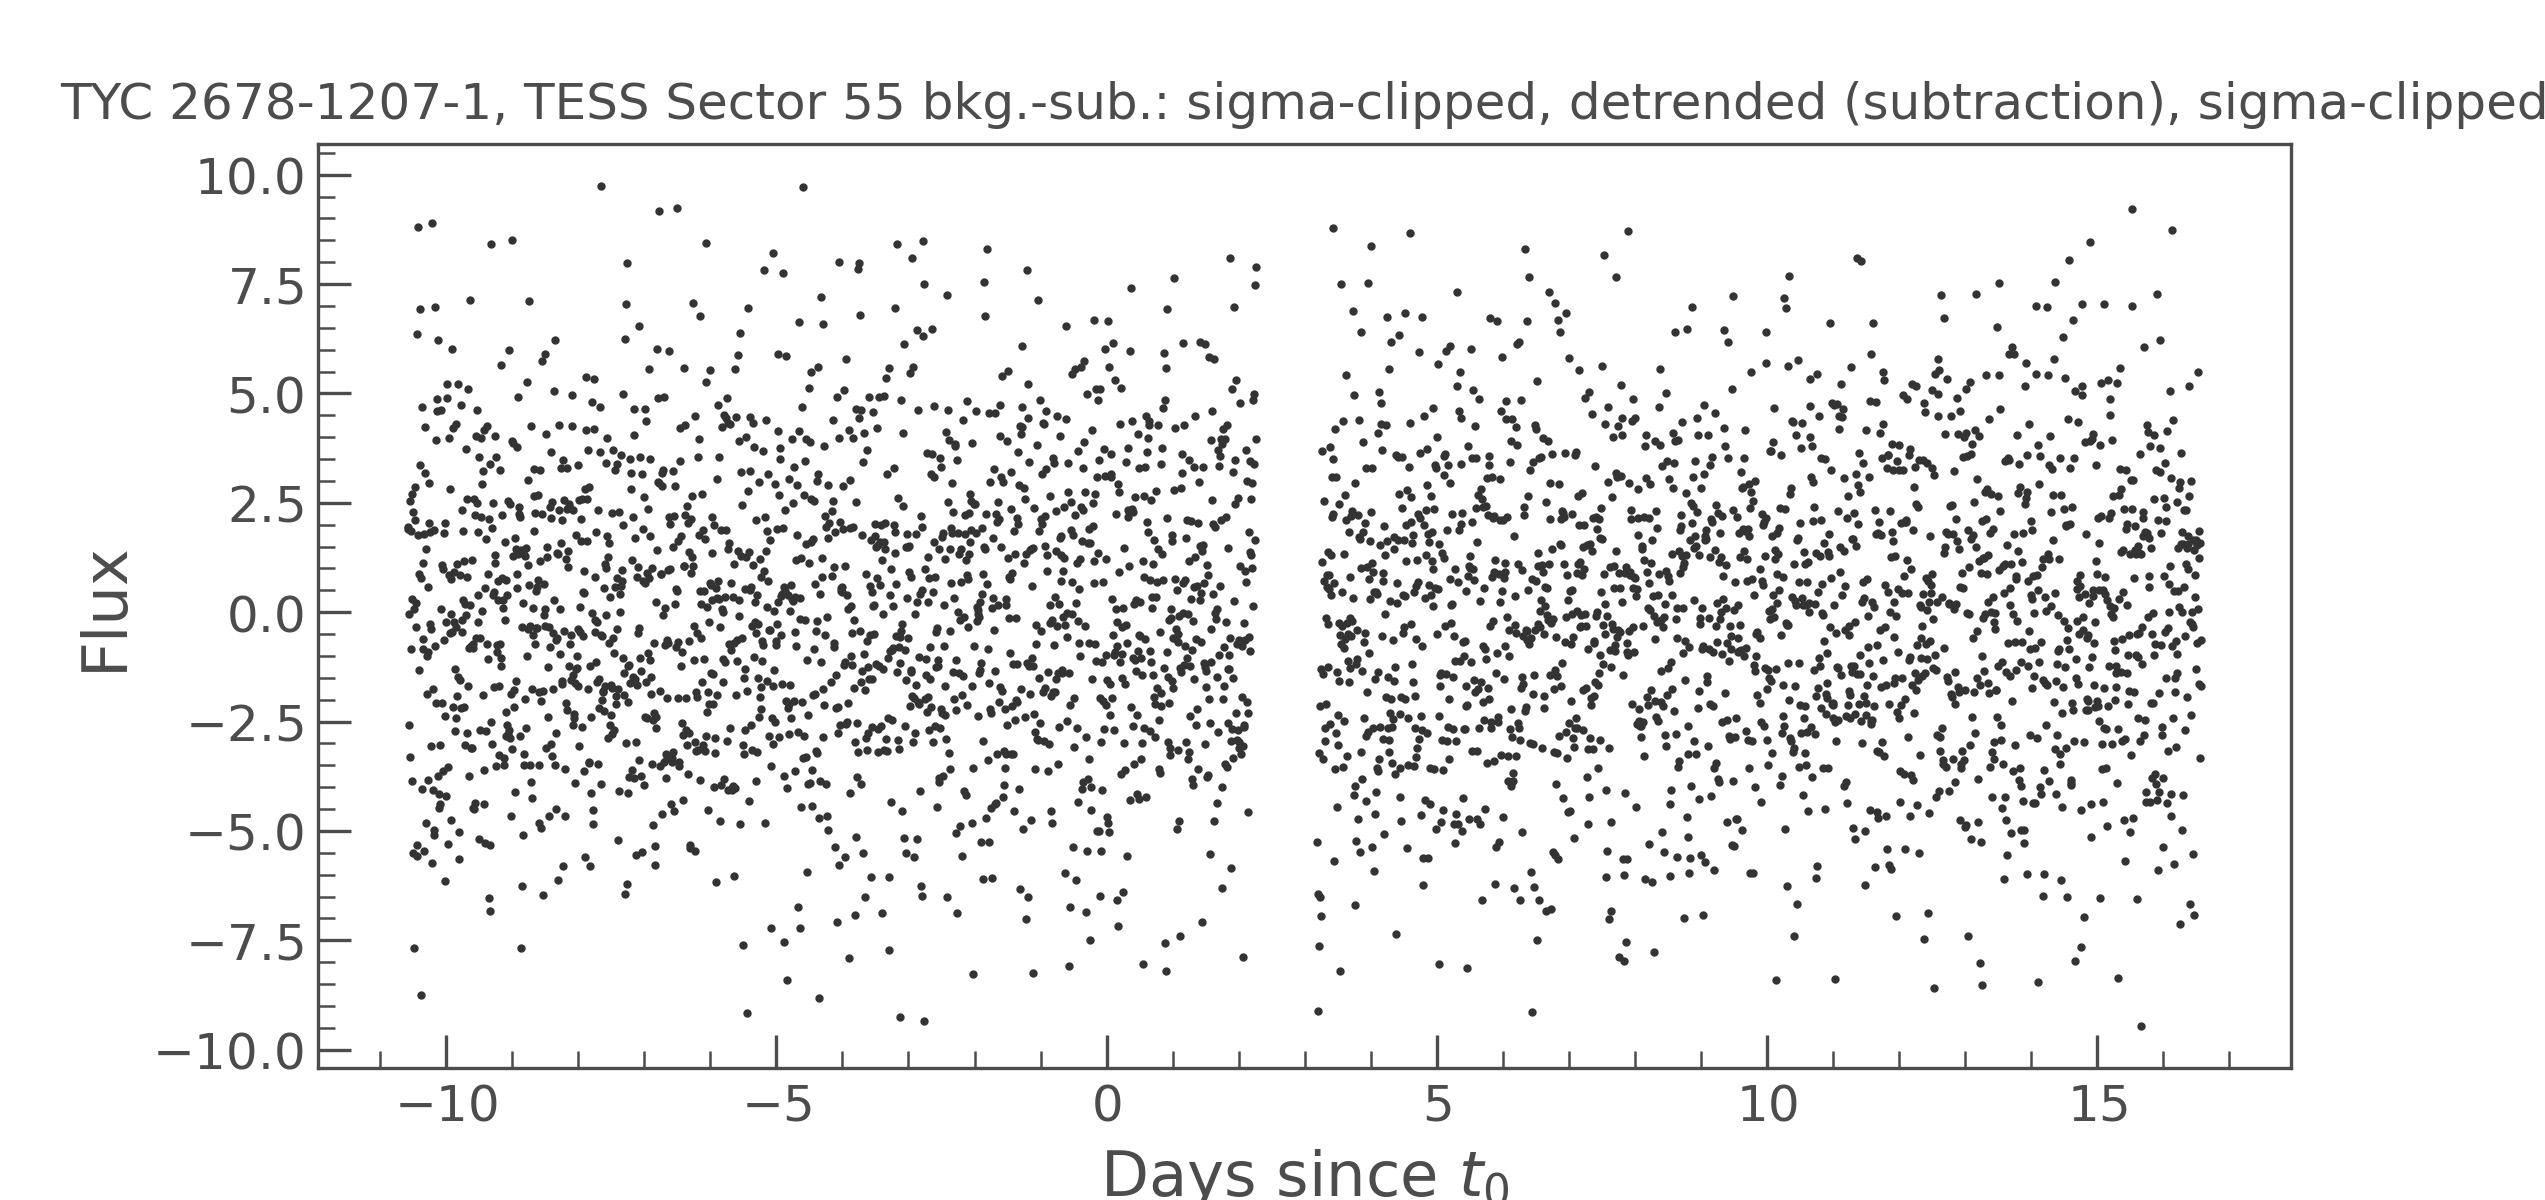 TYC 2678-1207-1, TESS Sector 55 bkg.-sub.: sigma-clipped, detrended (subtraction), sigma-clipped
10.0
7.5
5.0
2.5
0.0
−2.5
−5.0
−7.5
−10.0
Flux
−10 −5 0 5 10 15
Days since t0